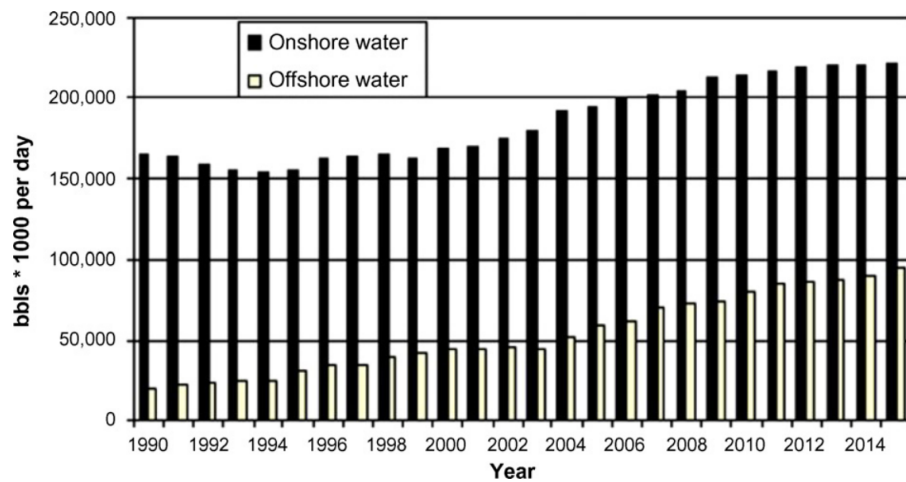 250,000
200,000
150,000
100,000
50,000
0
bbls * 1000 per day
Onshore water
Offshore water
1990 1992 1994 1996 1998 2000 2002 2004 2006 2008 2010 2012 2014
Year